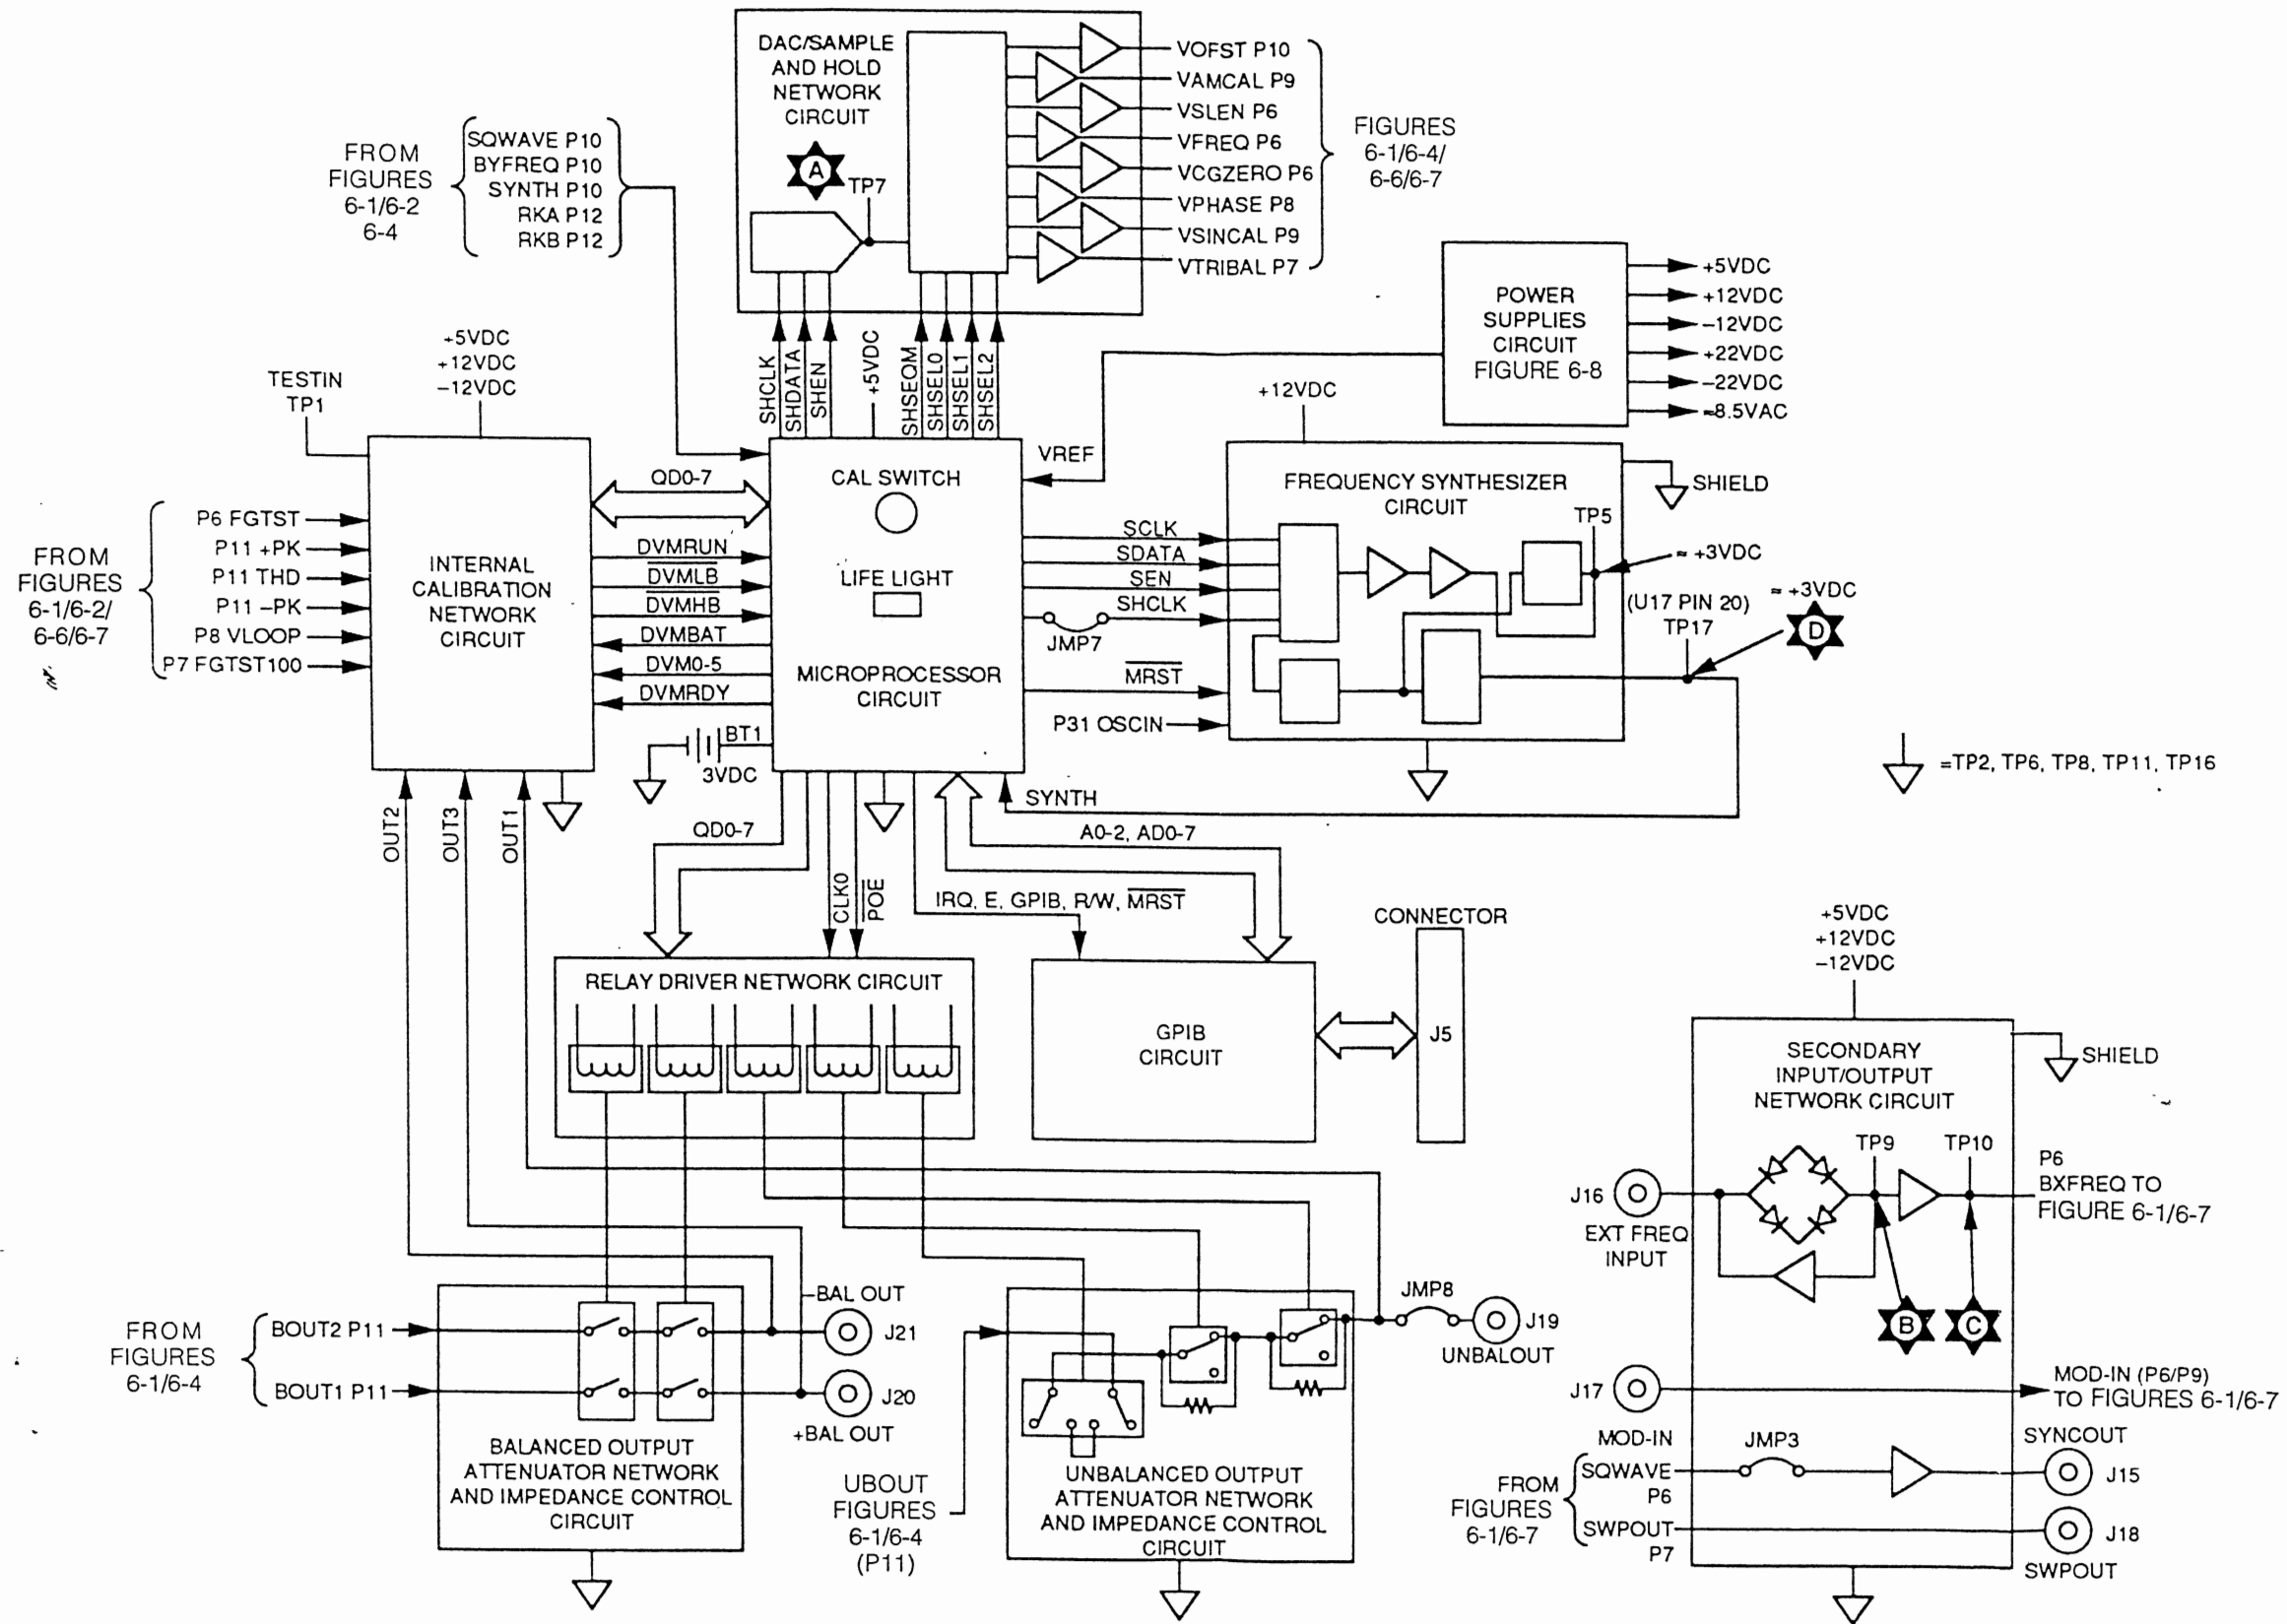 DAC/SAMPLE
AND HOLD
NETWORK
CIRCUIT
A
TP7
VOFST P10
VAMCAL P9
VSLEN P6
VFREQ P6
VCGZERO P6
VPHASE P8
VSINCAL P9
VTRIBAL P7
FIGURES
6-1/6-4/
6-6/6-7
FROM
FIGURES
6-1/6-2
6-4
SQWAVE P10
BYFREQ P10
SYNTH P10
RKA P12
RKB P12
SHCLK
SHDATA
SHEN
+5VDC
SHSEQM
SHSEL0
SHSEL1
SHSEL2
POWER
SUPPLIES
CIRCUIT
FIGURE 6-8
+5VDC
+12VDC
−12VDC
+22VDC
−22VDC
≈8.5VAC
TESTIN
TP1
+5VDC
+12VDC
−12VDC
FROM
FIGURES
6-1/6-2/
6-6/6-7
P6 FGTST
P11 +PK
P11 THD
P11 −PK
P8 VLOOP
P7 FGTST100
INTERNAL
CALIBRATION
NETWORK
CIRCUIT
QD0-7
DVMRUN
DVMLB
DVMHB
DVMBAT
DVM0-5
DVMRDY
BT1
3VDC
CAL SWITCH
LIFE LIGHT
MICROPROCESSOR
CIRCUIT
VREF
SCLK
SDATA
SEN
SHCLK
JMP7
MRST
P31 OSCIN
+12VDC
FREQUENCY SYNTHESIZER
CIRCUIT
SHIELD
TP5
≈ +3VDC
(U17 PIN 20)
TP17
≈ +3VDC
D
=TP2, TP6, TP8, TP11, TP16
SYNTH
OUT2
OUT3
OUT1
QD0-7
CLK0
POE
A0-2, AD0-7
IRQ, E, GPIB, R/W, MRST
RELAY DRIVER NETWORK CIRCUIT
GPIB
CIRCUIT
CONNECTOR
J5
FROM
FIGURES
6-1/6-4
BOUT2 P11
BOUT1 P11
−BAL OUT
J21
J20
+BAL OUT
BALANCED OUTPUT
ATTENUATOR NETWORK
AND IMPEDANCE CONTROL
CIRCUIT
UBOUT
FIGURES
6-1/6-4
(P11)
UNBALANCED OUTPUT
ATTENUATOR NETWORK
AND IMPEDANCE CONTROL
CIRCUIT
JMP8
J19
UNBALOUT
+5VDC
+12VDC
−12VDC
SECONDARY
INPUT/OUTPUT
NETWORK CIRCUIT
SHIELD
TP9
TP10
J16
EXT FREQ
INPUT
P6
BXFREQ TO
FIGURE 6-1/6-7
B
C
J17
MOD-IN
MOD-IN (P6/P9)
TO FIGURES 6-1/6-7
FROM
FIGURES
6-1/6-7
SQWAVE
P6
SWPOUT
P7
JMP3
SYNCOUT
J15
J18
SWPOUT